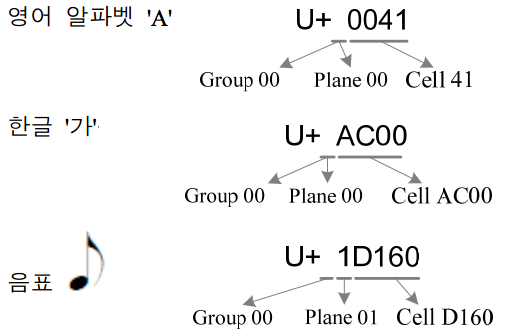 영어 알파벳 'A'
U+ 0041
Group 00 Plane 00 Cell 41
한글 '가'
U+ AC00
Group 00 Plane 00 Cell AC00
음표
U+ 1D160
Group 00 Plane 01 Cell D160